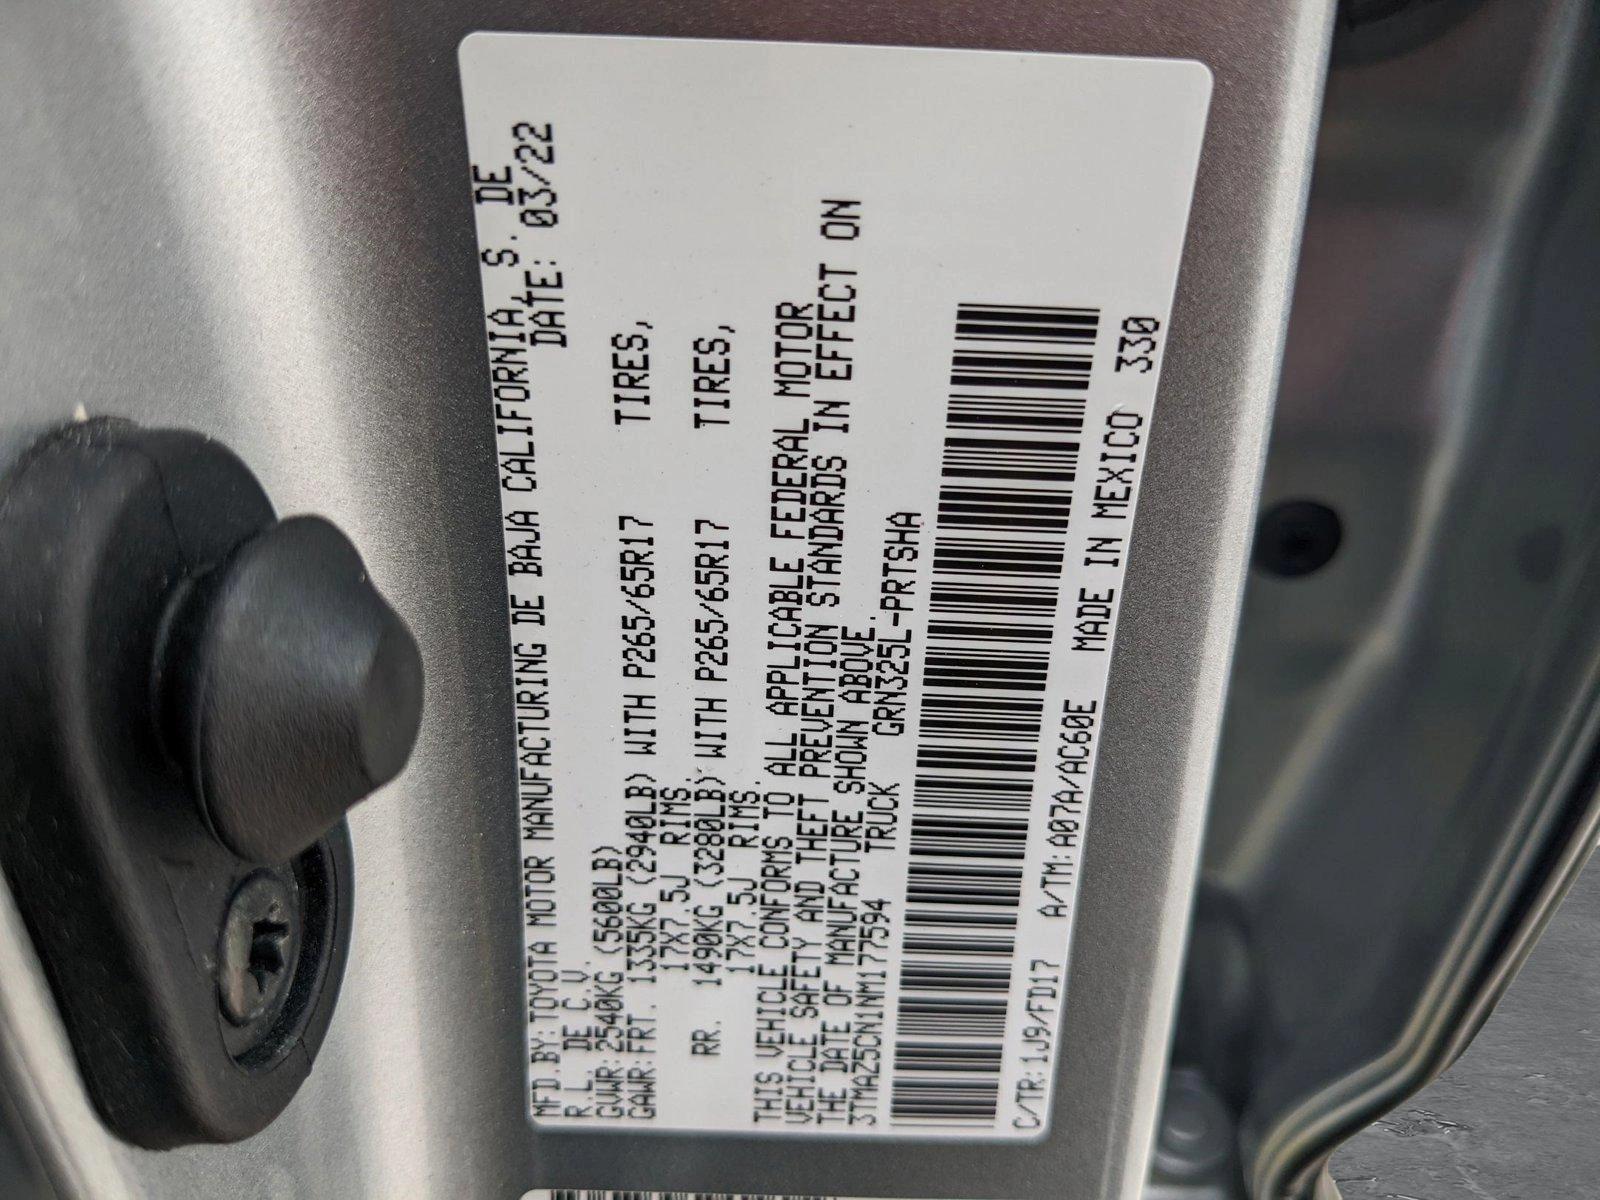 MFD.BY:TOYOTA MOTOR MANUFACTURING DE BAJA CALIFORNIA, S. DE
R.L. DE C.V. DATE: 03/22
GVWR:2540KG (5600LB)
GAWR:FRT. 1335KG (2940LB) WITH P265/65R17 TIRES,
17X7.5J RIMS.
RR. 1490KG (3280LB) WITH P265/65R17 TIRES,
17X7.5J RIMS.
THIS VEHICLE CONFORMS TO ALL APPLICABLE FEDERAL MOTOR
VEHICLE SAFETY AND THEFT PREVENTION STANDARDS IN EFFECT ON
THE DATE OF MANUFACTURE SHOWN ABOVE.
3TMAZ5CN1NM177594 TRUCK GRN325L-PRTSHA
C/TR:1J9/FD17 A/TM:A07A/AC60E MADE IN MEXICO 330